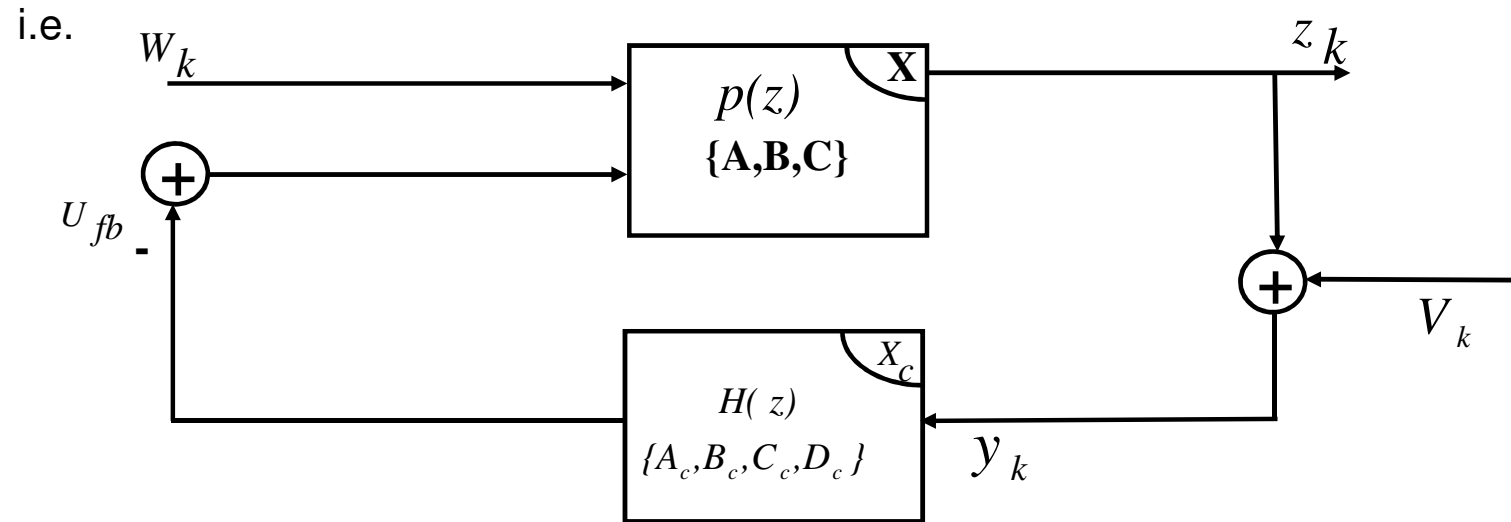 i.e.
W_k
z_k
X
p(z)
{A,B,C}
+
U_fb
-
+
V_k
X_c
H( z)
{A_c,B_c,C_c,D_c}
y_k